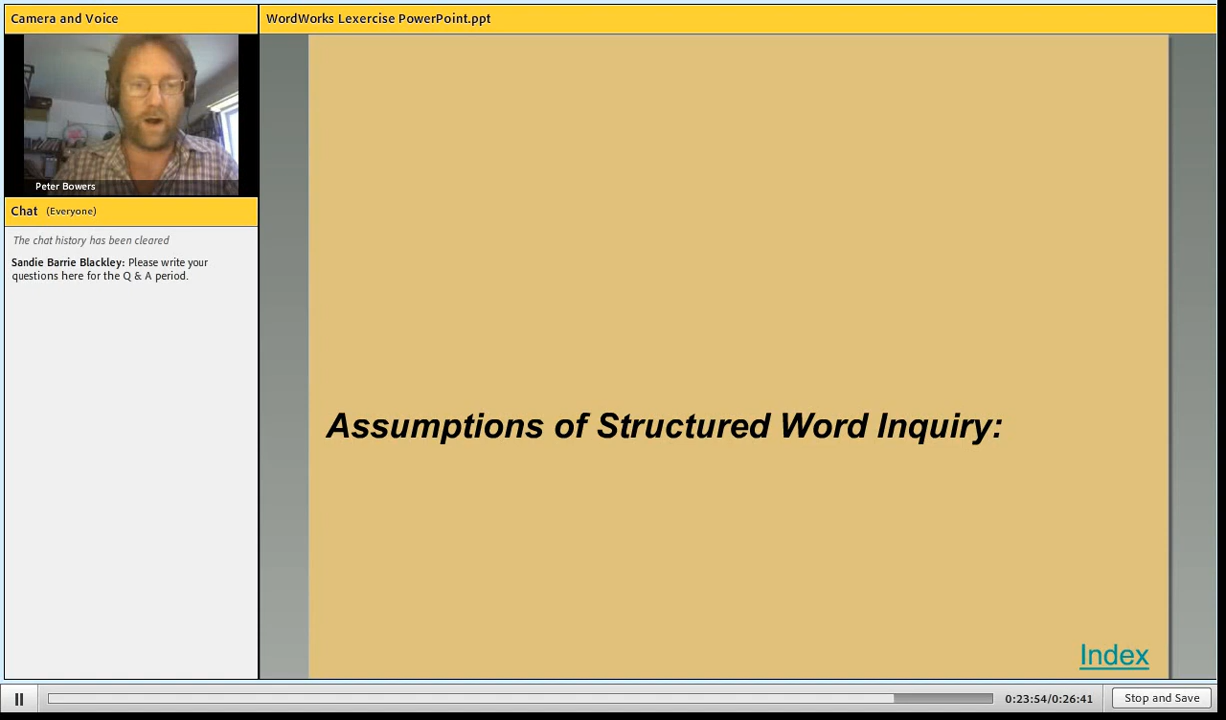 Camera and Voice
WordWorks Lexercise PowerPoint.ppt
Peter Bowers
Chat (Everyone)
The chat history has been cleared
Sandie Barrie Blackley: Please write your
questions here for the Q & A period.
Assumptions of Structured Word Inquiry:
Index
0:23:54/0:26:41
Stop and Save